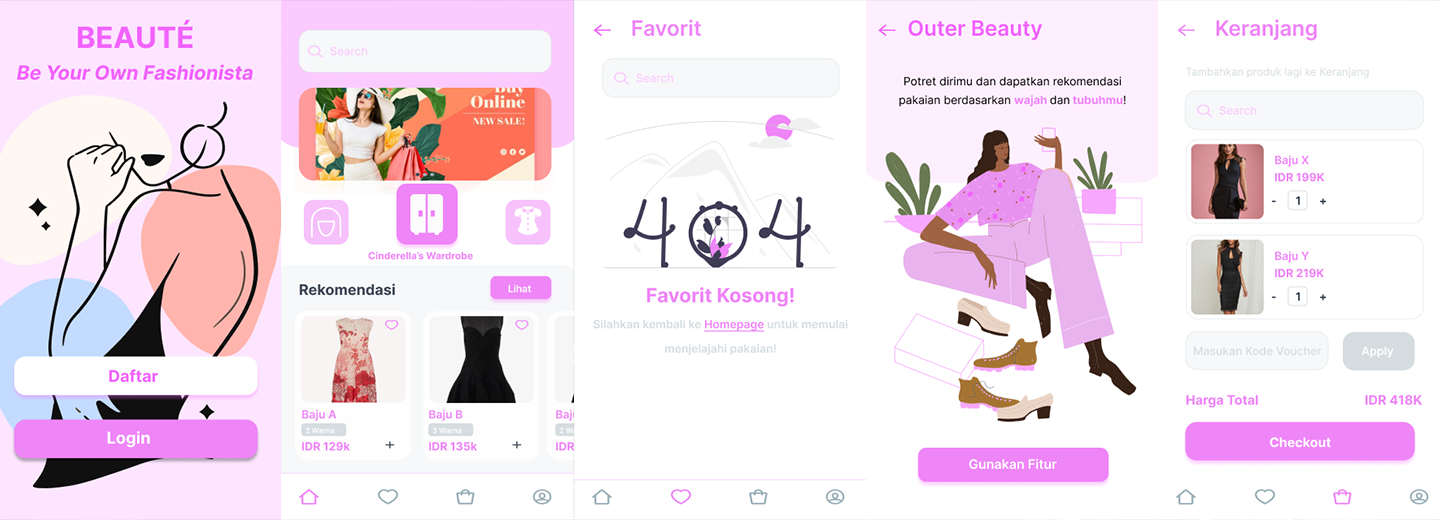 BEAUTÉ
Be Your Own Fashionista
Daftar
Login
Search
Buy
Online
NEW SALE!
Cinderella's Wardrobe
Rekomendasi
Lihat
Baju A
2 Warna
IDR 129k
+
Baju B
3 Warna
IDR 135k
+
Favorit
Search
404
Favorit Kosong!
Silahkan kembali ke Homepage untuk memulai
menjelajahi pakaian!
Outer Beauty
Potret dirimu dan dapatkan rekomendasi
pakaian berdasarkan wajah dan tubuhmu!
Gunakan Fitur
Keranjang
Tambahkan produk lagi ke Keranjang
Search
Baju X
IDR 199K
- 1 +
Baju Y
IDR 219K
- 1 +
Masukan Kode Voucher
Apply
Harga Total
IDR 418K
Checkout